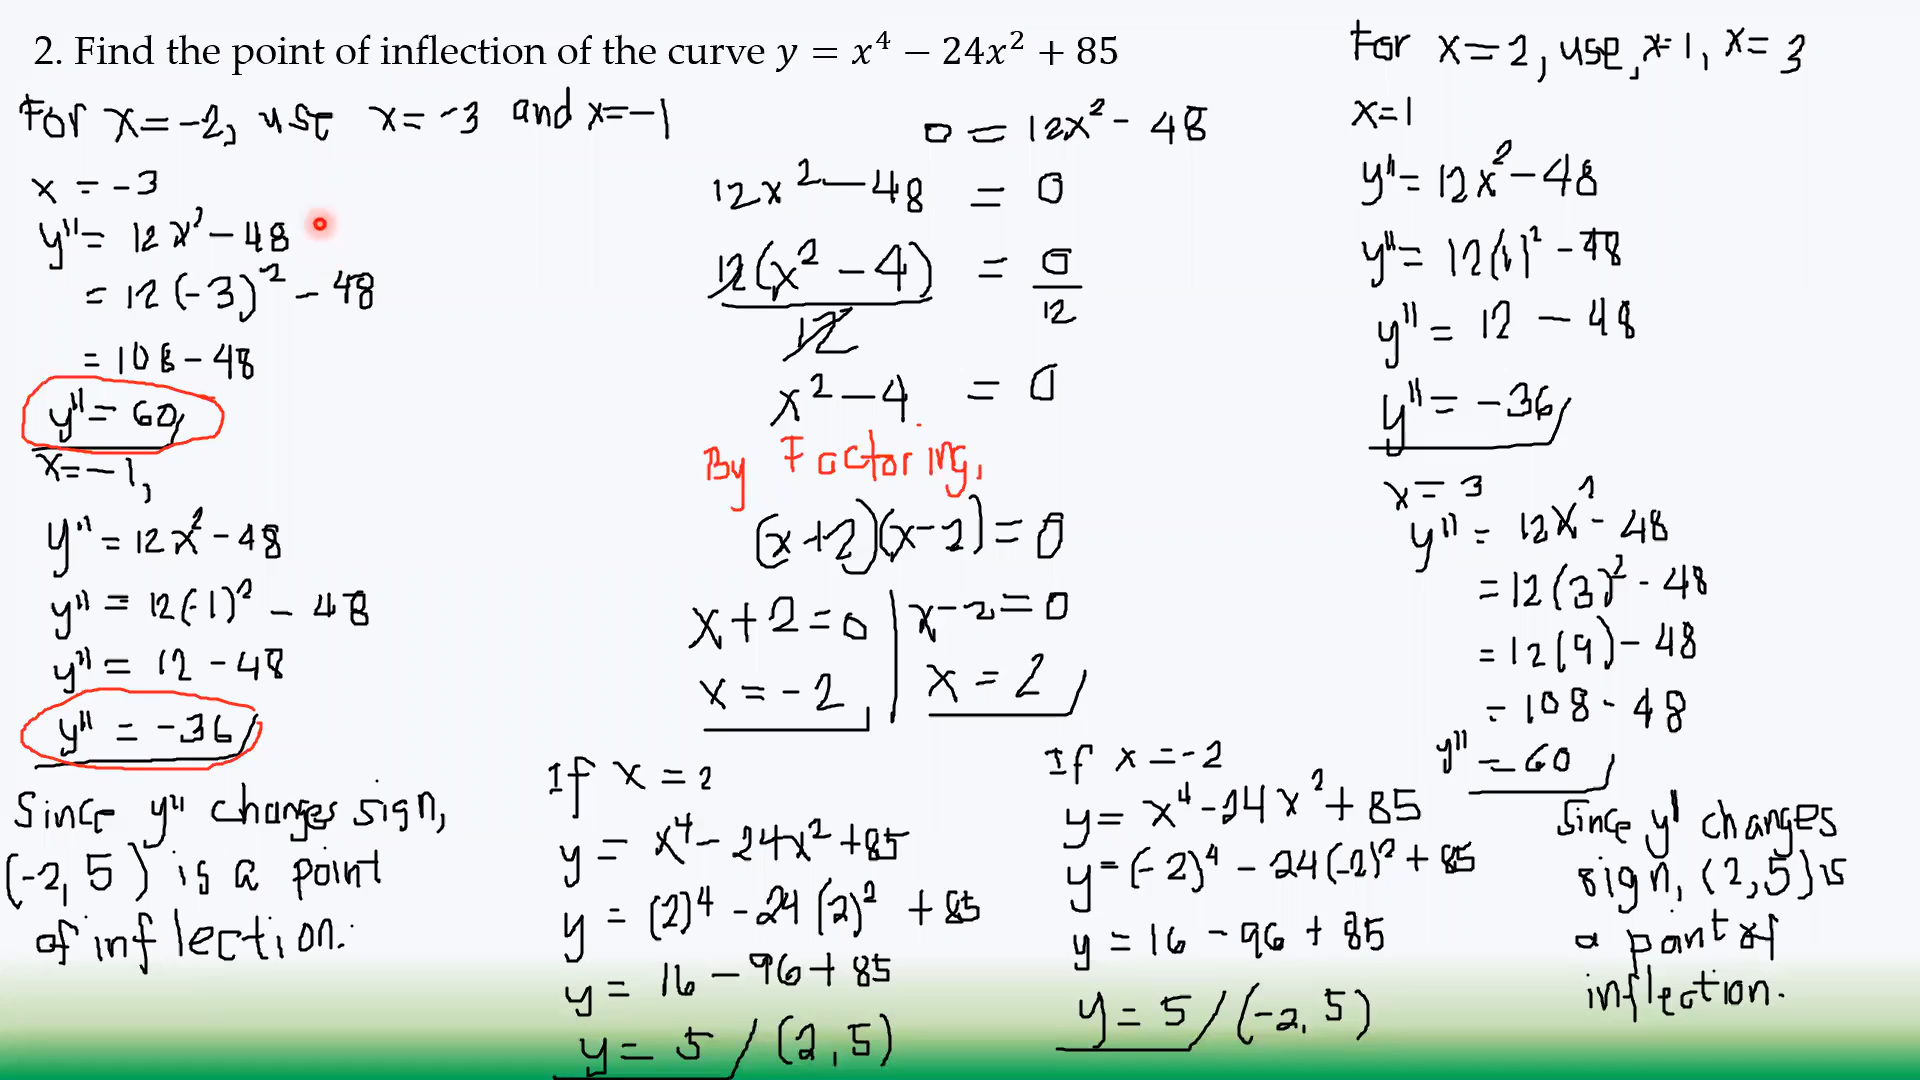 2. Find the point of inflection of the curve y = x⁴ − 24x² + 85
For x = -2, use x = -3 and x = -1
x = -3
y'' = 12x² - 48
= 12(-3)² - 48
= 108 - 48
y'' = 60
x = -1,
y'' = 12x² - 48
y'' = 12(-1)² - 48
y'' = 12 - 48
y'' = -36
Since y'' changes sign,
(-2, 5) is a point
of inflection.
0 = 12x² - 48
12x² - 48 = 0
12(x² - 4) = 0
12 12
x² - 4 = 0
By Factoring,
(x+2)(x-2) = 0
x + 2 = 0 | x - 2 = 0
x = -2 | x = 2
If x = 2
y = x⁴ - 24x² + 85
y = (2)⁴ - 24(2)² + 85
y = 16 - 96 + 85
y = 5 / (2, 5)
If x = -2
y = x⁴ - 24x² + 85
y = (-2)⁴ - 24(-2)² + 85
y = 16 - 96 + 85
y = 5 / (-2, 5)
For x = 2, use, x = 1, x = 3
x = 1
y'' = 12x² - 48
y'' = 12(1)² - 48
y'' = 12 - 48
y'' = -36
x = 3
y'' = 12x² - 48
= 12(3)² - 48
= 12(9) - 48
= 108 - 48
y'' = 60
Since y'' changes
sign, (2, 5) is
a point of
inflection.